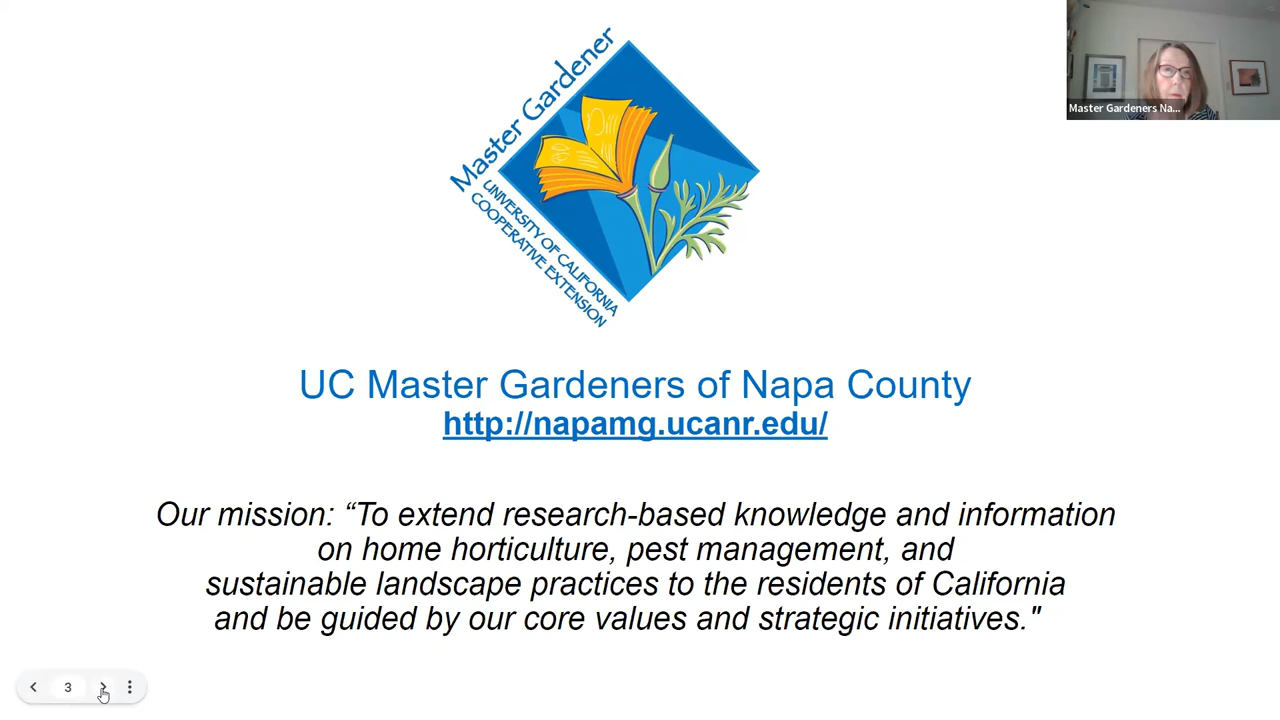 Master Gardener
UNIVERSITY OF CALIFORNIA
COOPERATIVE EXTENSION
Master Gardeners Na...
UC Master Gardeners of Napa County
http://napamg.ucanr.edu/
Our mission: “To extend research-based knowledge and information
on home horticulture, pest management, and
sustainable landscape practices to the residents of California
and be guided by our core values and strategic initiatives."
3